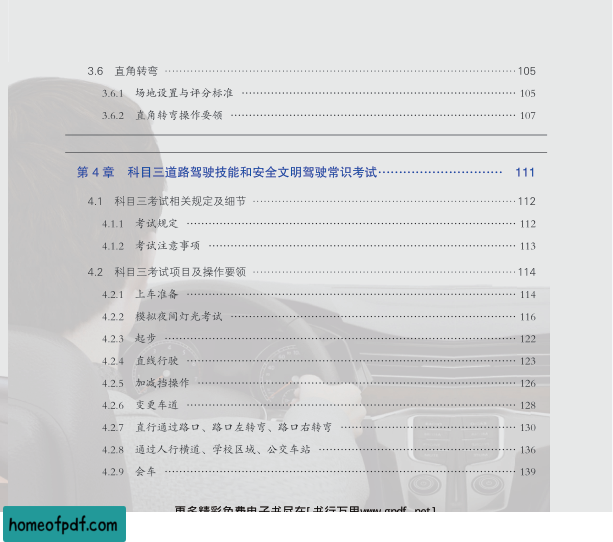 3.6 直角转弯 ………… 105
3.6.1 场地设置与评分标准 ………… 105
3.6.2 直角转弯操作要领 ………… 107
第 4 章 科目三道路驾驶技能和安全文明驾驶常识考试………… 111
4.1 科目三考试相关规定及细节 ………… 112
4.1.1 考试规定 ………… 112
4.1.2 考试注意事项 ………… 113
4.2 科目三考试项目及操作要领 ………… 114
4.2.1 上车准备 ………… 114
4.2.2 模拟夜间灯光考试 ………… 116
4.2.3 起步 ………… 122
4.2.4 直线行驶 ………… 123
4.2.5 加减挡操作 ………… 126
4.2.6 变更车道 ………… 128
4.2.7 直行通过路口、路口左转弯、路口右转弯 ………… 130
4.2.8 通过人行横道、学校区域、公交车站 ………… 136
4.2.9 会车 ………… 139
更多精彩免费电子书尽在[ 书行万里www.gpdf .net]
homeofpdf.com